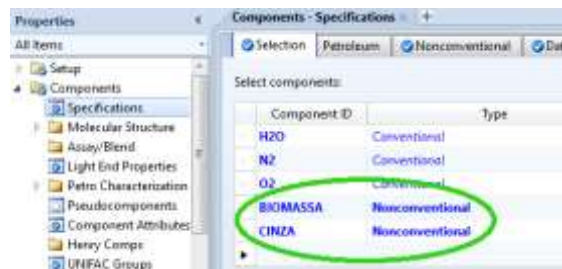 Properties
All Items
Setup
Components
Specifications
Molecular Structure
Assay/Blend
Light End Properties
Petro Characterization
Pseudocomponents
Component Attributes
Henry Comps
UNIFAC Groups
Components - Specifications +
Selection Petroleum Nonconventional
Select components:
Component ID Type
H2O Conventional
N2 Conventional
O2 Conventional
BIOMASSA Nonconventional
CINZA Nonconventional